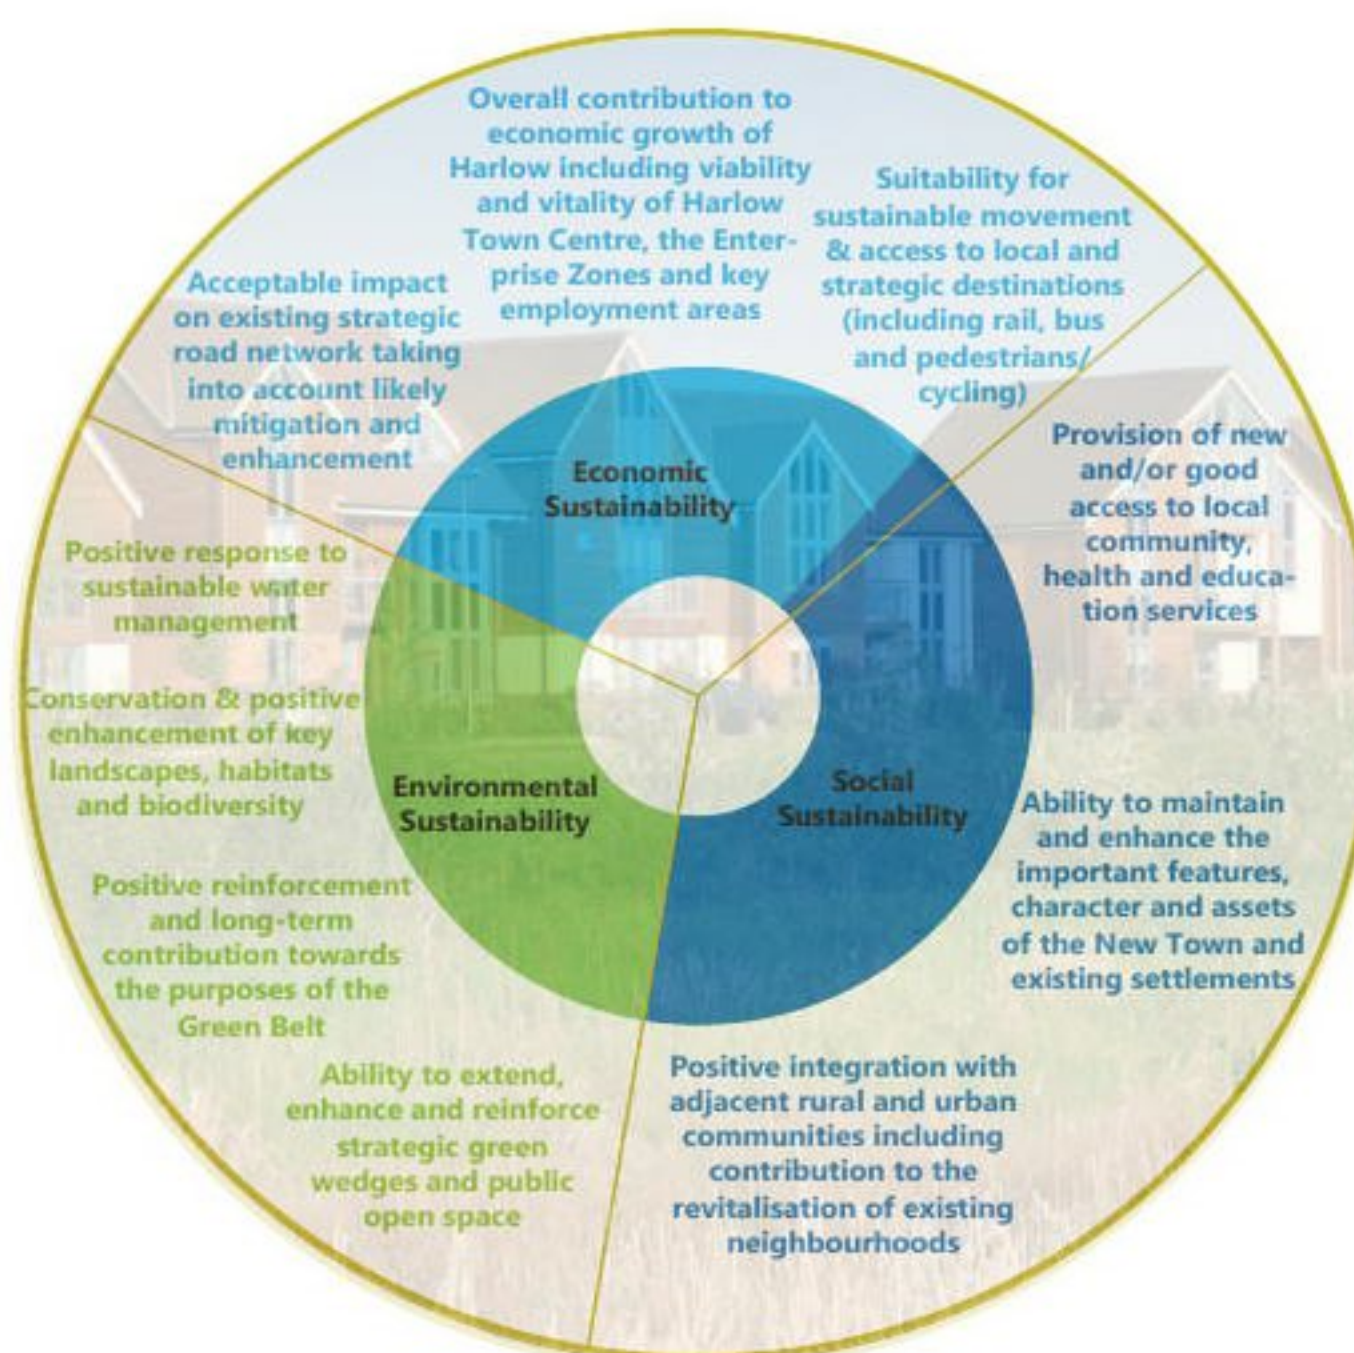 Overall contribution to
economic growth of
Harlow including viability
and vitality of Harlow
Town Centre, the Enter-
prise Zones and key
employment areas
Suitability for
sustainable movement
& access to local and
strategic destinations
(including rail, bus
and pedestrians/
cycling)
Acceptable impact
on existing strategic
road network taking
into account likely
mitigation and
enhancement
Economic
Sustainability
Provision of new
and/or good
access to local
community,
health and educa-
tion services
Positive response to
sustainable water
management
Conservation & positive
enhancement of key
landscapes, habitats
and biodiversity
Environmental
Sustainability
Social
Sustainability
Ability to maintain
and enhance the
important features,
character and assets
of the New Town and
existing settlements
Positive reinforcement
and long-term
contribution towards
the purposes of the
Green Belt
Ability to extend,
enhance and reinforce
strategic green
wedges and public
open space
Positive integration with
adjacent rural and urban
communities including
contribution to the
revitalisation of existing
neighbourhoods